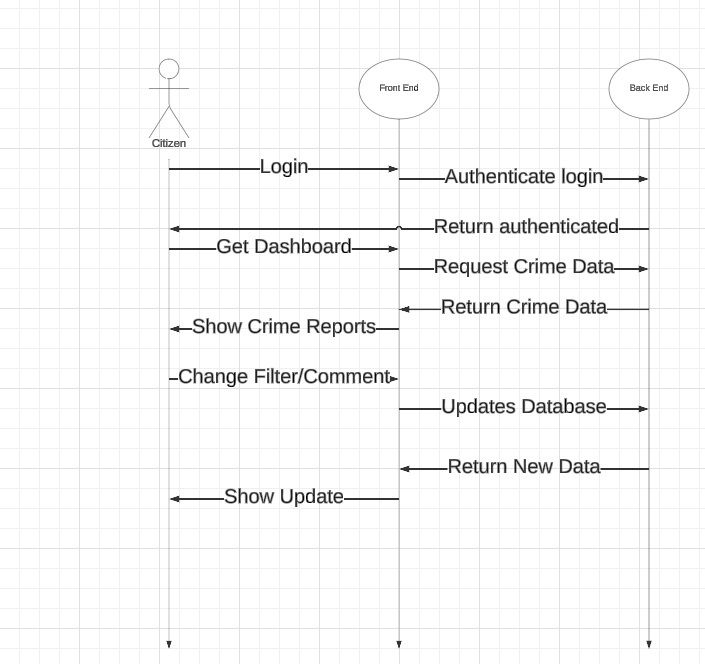 Front End
Back End
Citizen
Login
Authenticate login
Return authenticated
Get Dashboard
Request Crime Data
Return Crime Data
Show Crime Reports
Change Filter/Comment
Updates Database
Return New Data
Show Update